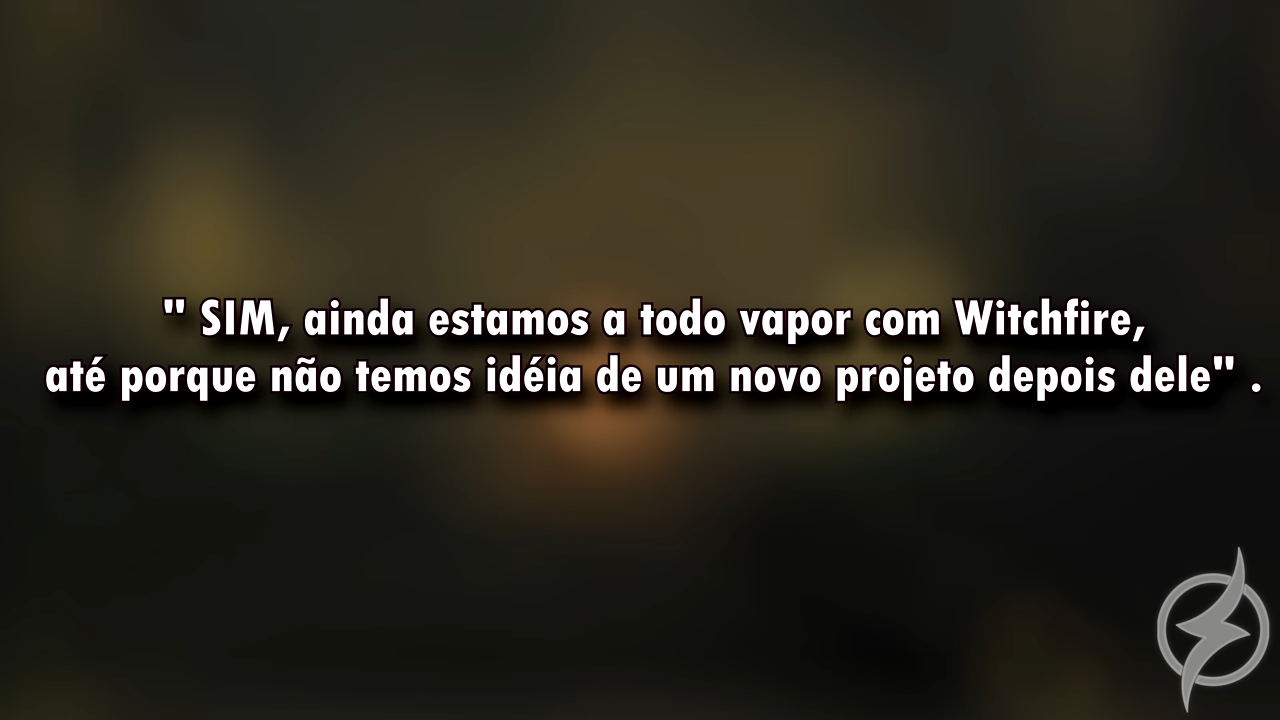 " SIM, ainda estamos a todo vapor com Witchfire,
até porque não temos idéia de um novo projeto depois dele" .